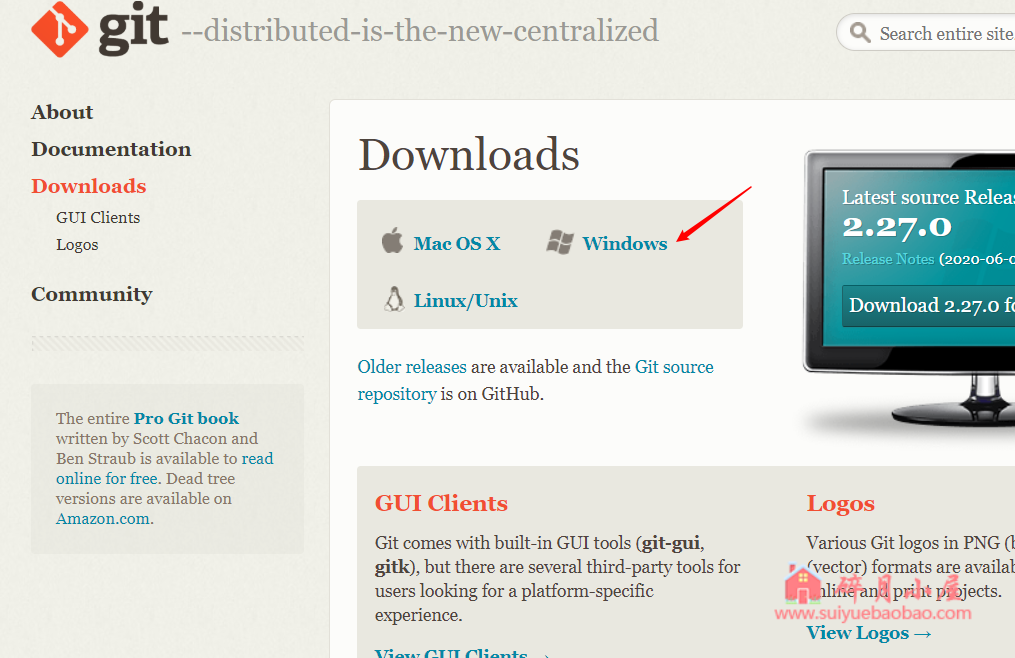 git --distributed-is-the-new-centralized
Search entire site.
About
Documentation
Downloads
GUI Clients
Logos
Community
The entire Pro Git book
written by Scott Chacon and
Ben Straub is available to read
online for free. Dead tree
versions are available on
Amazon.com.
Downloads
Mac OS X
Windows
Linux/Unix
Older releases are available and the Git source
repository is on GitHub.
Latest source Releas
2.27.0
Release Notes (2020-06-0
Download 2.27.0 fo
GUI Clients
Git comes with built-in GUI tools (git-gui,
gitk), but there are several third-party tools for
users looking for a platform-specific
experience.
View GUI Clients →
Logos
Various Git logos in PNG (b
(vector) formats are availab
online and print projects.
View Logos →
碎月小屋
www.suiyuebaobao.com